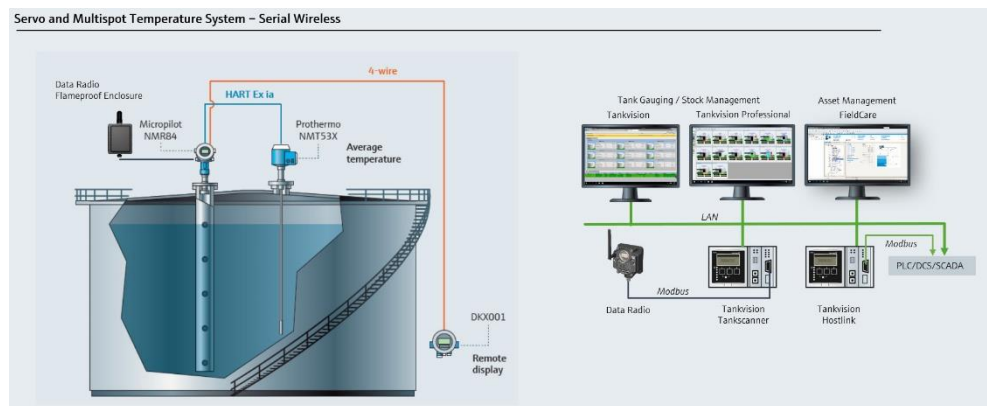 Servo and Multispot Temperature System – Serial Wireless
4-wire
Data Radio
Flameproof Enclosure
HART Ex ia
Micropilot
NMR84
Prothermo
NMT53X
Average
temperature
DKX001
Remote
display
Tank Gauging / Stock Management
Asset Management
Tankvision
Tankvision Professional
FieldCare
LAN
Modbus
PLC/DCS/SCADA
Modbus
Data Radio
Tankvision
Tankscanner
Tankvision
Hostlink